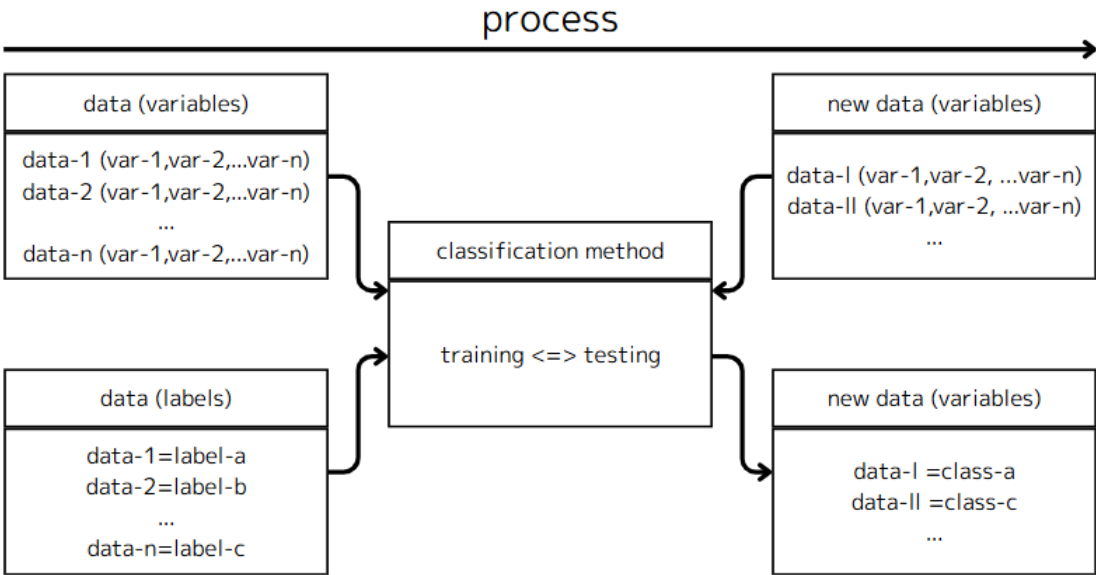 process
data (variables)
data-1 (var-1,var-2,...var-n)
data-2 (var-1,var-2,...var-n)
...
data-n (var-1,var-2,...var-n)
data (labels)
data-1=label-a
data-2=label-b
...
data-n=label-c
classification method
training <=> testing
new data (variables)
data-I (var-1,var-2, ...var-n)
data-II (var-1,var-2, ...var-n)
...
new data (variables)
data-I =class-a
data-II =class-c
...